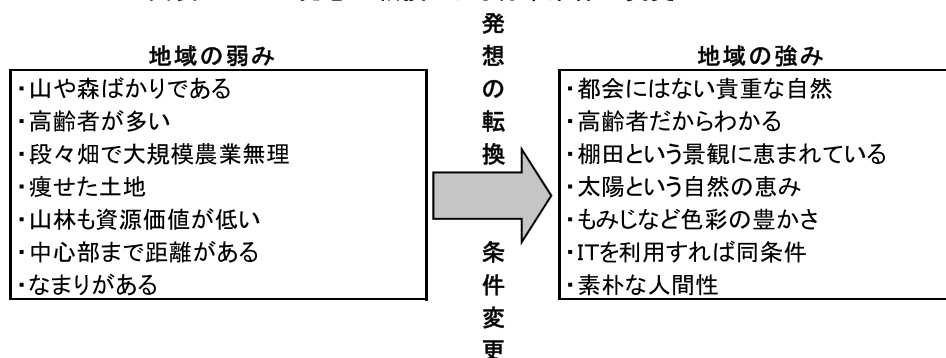 発想の転換
条件変更
地域の弱み
・山や森ばかりである
・高齢者が多い
・段々畑で大規模農業無理
・痩せた土地
・山林も資源価値が低い
・中心部まで距離がある
・なまりがある
地域の強み
・都会にはない貴重な自然
・高齢者だからわかる
・棚田という景観に恵まれている
・太陽という自然の恵み
・もみじなど色彩の豊かさ
・ITを利用すれば同条件
・素朴な人間性